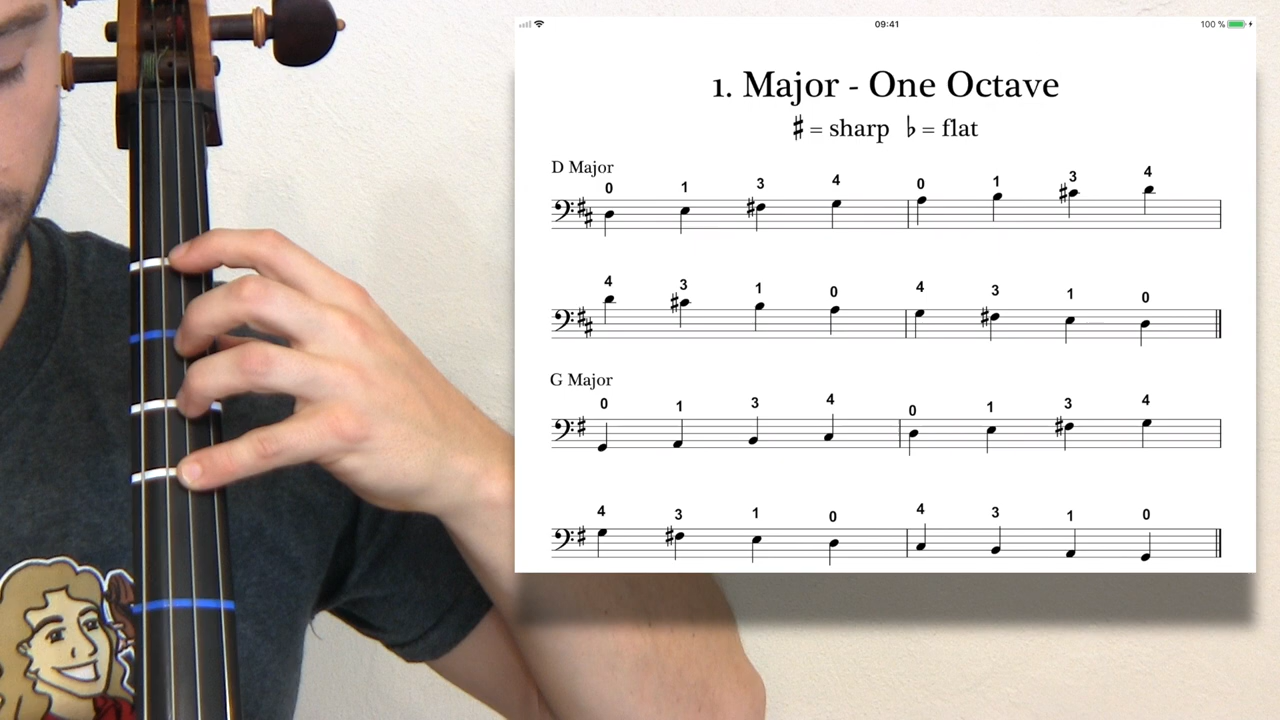 09:41 100 %
1. Major - One Octave
♯ = sharp ♭ = flat
D Major
0 1 3 4 0 1 3 4
4 3 1 0 4 3 1 0
G Major
0 1 3 4 0 1 3 4
4 3 1 0 4 3 1 0